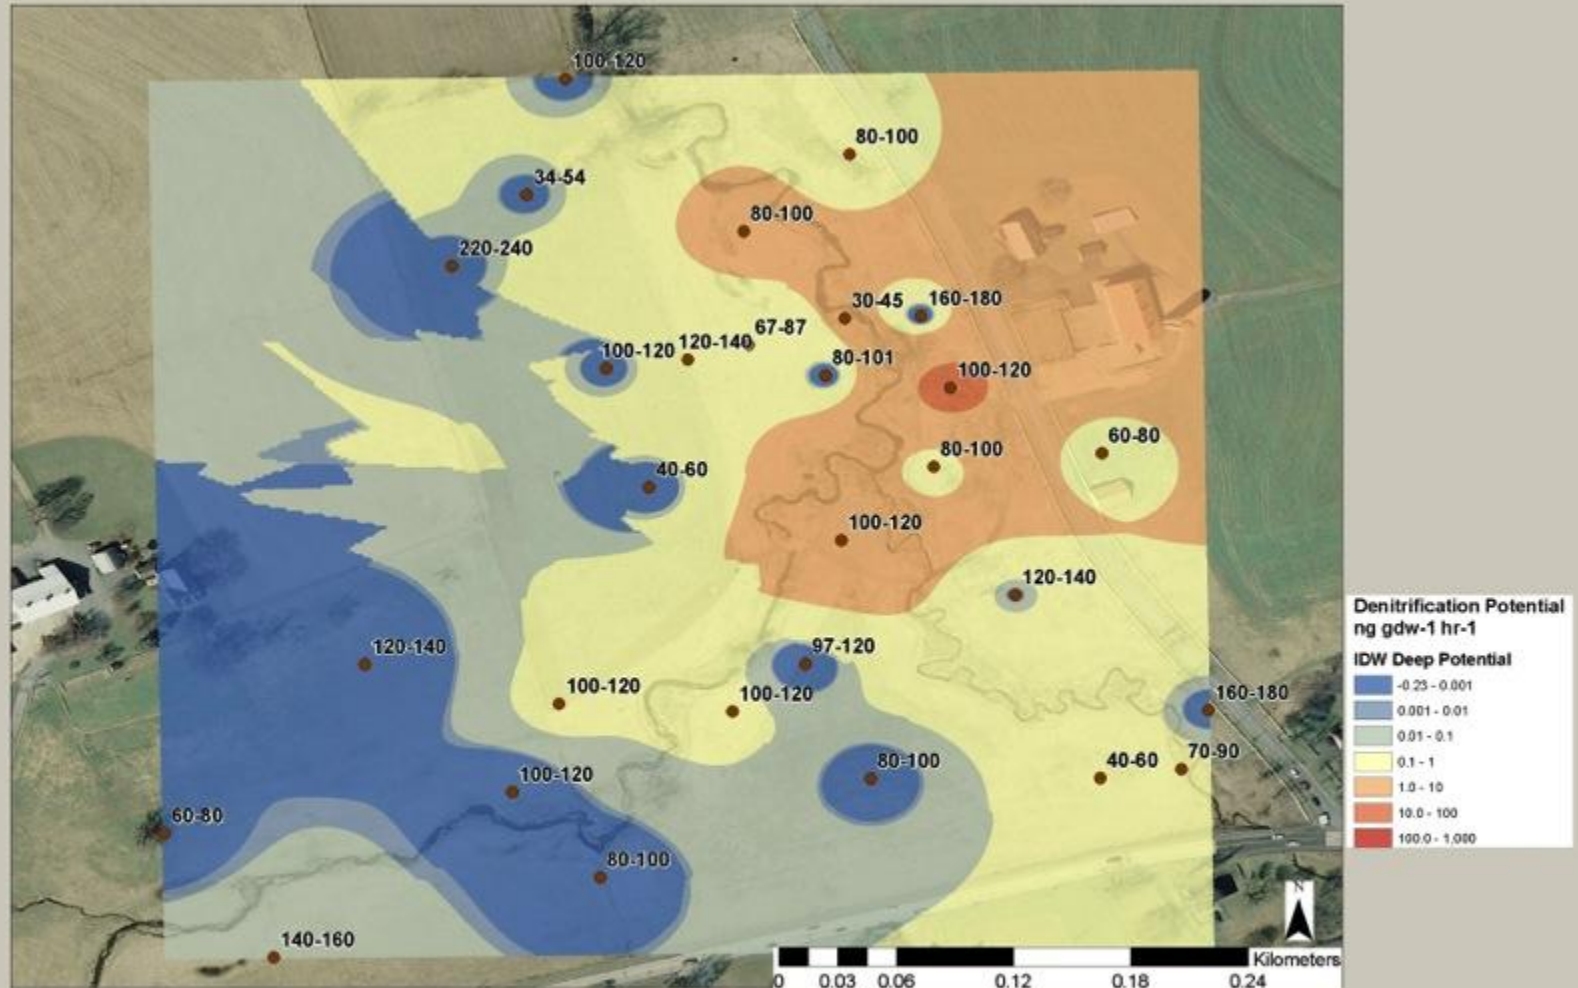 100-120
80-100
34-54
80-100
220-240
30-45
160-180
67-87
120-140
100-120
80-101
100-120
80-100
60-80
40-60
100-120
120-140
120-140
97-120
100-120
100-120
160-180
70-90
40-60
80-100
100-120
60-80
80-100
140-160
Denitrification Potential
ng gdw-1 hr-1
IDW Deep Potential
-0.23 - 0.001
0.001 - 0.01
0.01 - 0.1
0.1 - 1
1.0 - 10
10.0 - 100
100.0 - 1,000
N
Kilometers
0 0.03 0.06 0.12 0.18 0.24